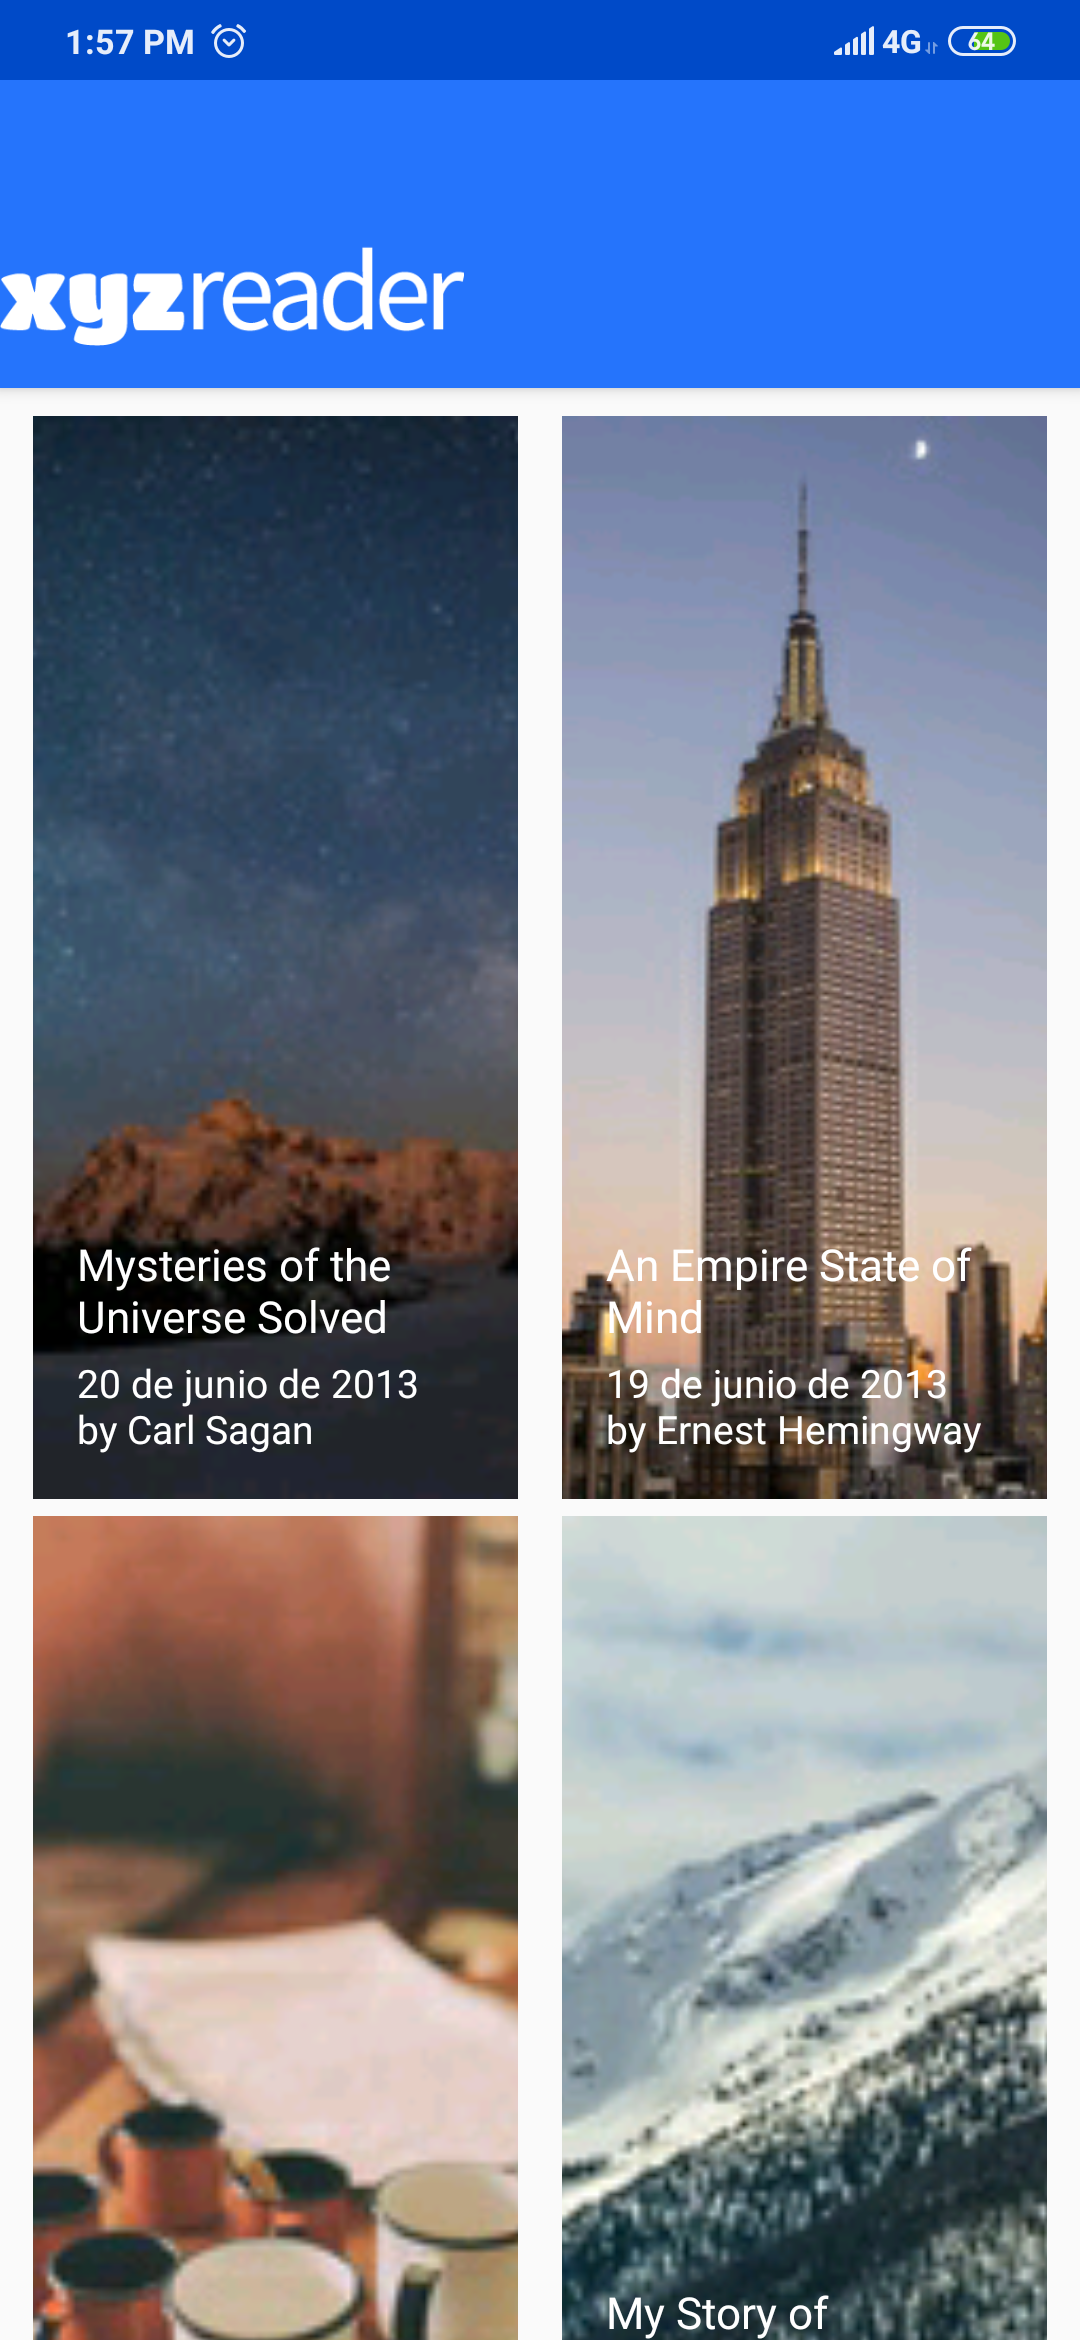 1:57 PM
4G
64
xyzreader
Mysteries of the
Universe Solved
20 de junio de 2013
by Carl Sagan
An Empire State of
Mind
19 de junio de 2013
by Ernest Hemingway
My Story of